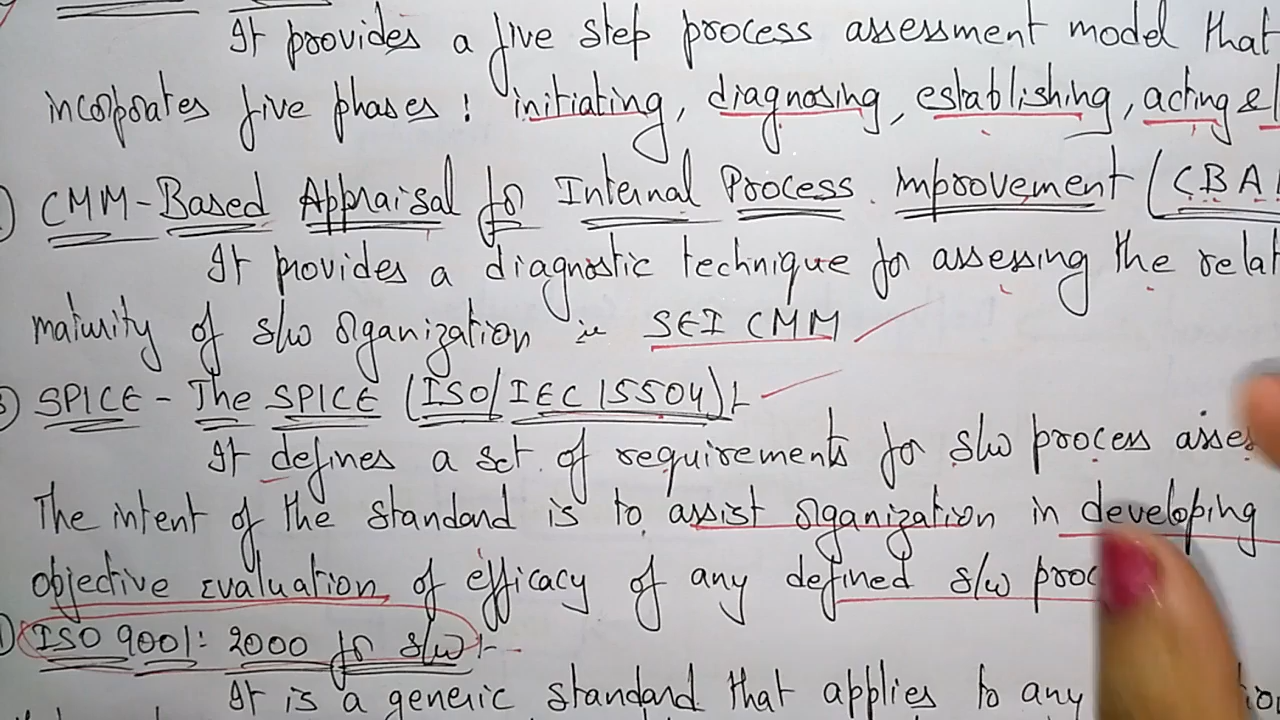 It provides a five step process assessment model that
incorporates five phases: initiating, diagnosing, establishing, acting &
CMM-Based Appraisal for Internal Process Improvement (CBA
It provides a diagnostic technique for assessing the relat
maturity of s/w organization in SEI CMM
SPICE - The SPICE (ISO/IEC 15504):-
It defines a set of requirements for s/w process asses
The intent of the standard is to assist organization in developing
objective evaluation of efficacy of any defined s/w proc
ISO 9001: 2000 for s/w:-
It is a generic standard that applies to any